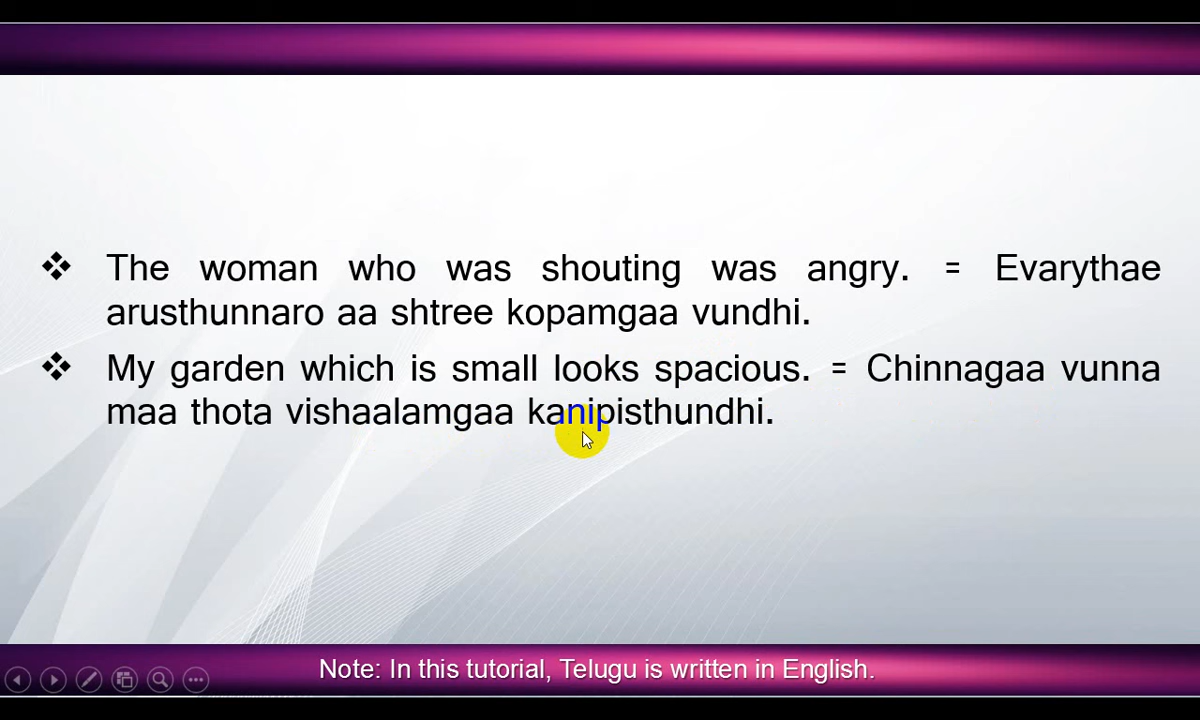 ❖ The woman who was shouting was angry. = Evarythae
arusthunnaro aa shtree kopamgaa vundhi.
❖ My garden which is small looks spacious. = Chinnagaa vunna
maa thota vishaalamgaa kanipisthundhi.
Note: In this tutorial, Telugu is written in English.